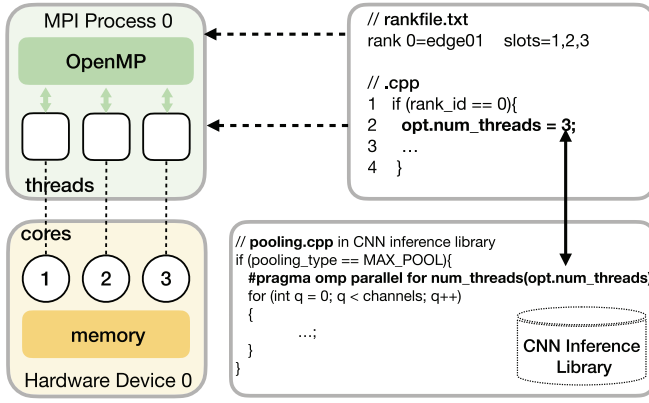 MPI Process 0
OpenMP
threads
cores
1 2 3
memory
Hardware Device 0
// rankfile.txt
rank 0=edge01 slots=1,2,3
// .cpp
1 if (rank_id == 0){
2 opt.num_threads = 3;
3 ...
4 }
// pooling.cpp in CNN inference library
if (pooling_type == MAX_POOL){
#pragma omp parallel for num_threads(opt.num_threads)
for (int q = 0; q < channels; q++)
{
...;
}
}
CNN Inference
Library